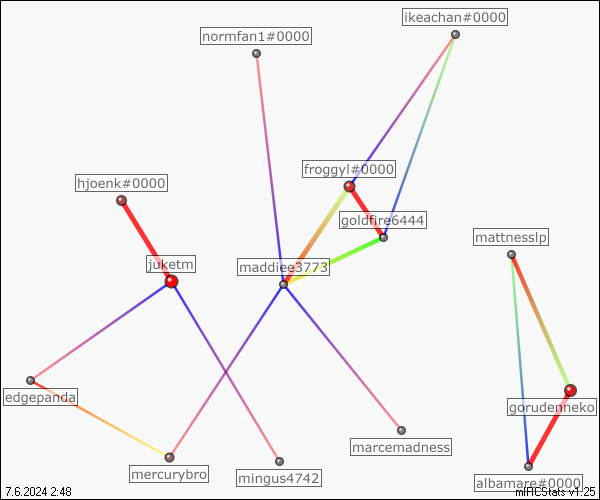 ikeachan#0000
normfan1#0000
froggyl#0000
hjoenk#0000
goldfire6444
mattnesslp
juketm
maddiee3773
edgepanda
gorudenneko
marcemadness
mercurybro
mingus4742
albamare#0000
7.6.2024 2:48
mIRCStats v1.25